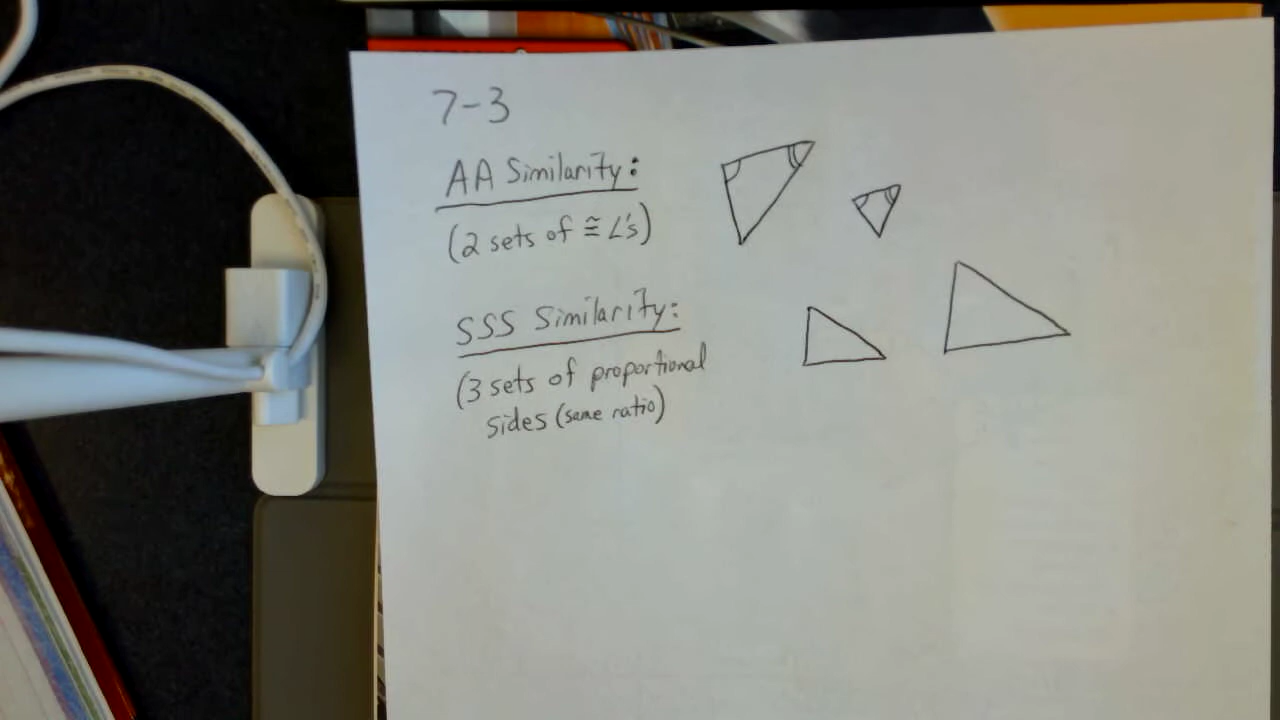 7-3
AA Similarity:
(2 sets of ≅ ∠'s)
SSS Similarity:
(3 sets of proportional
sides (same ratio)